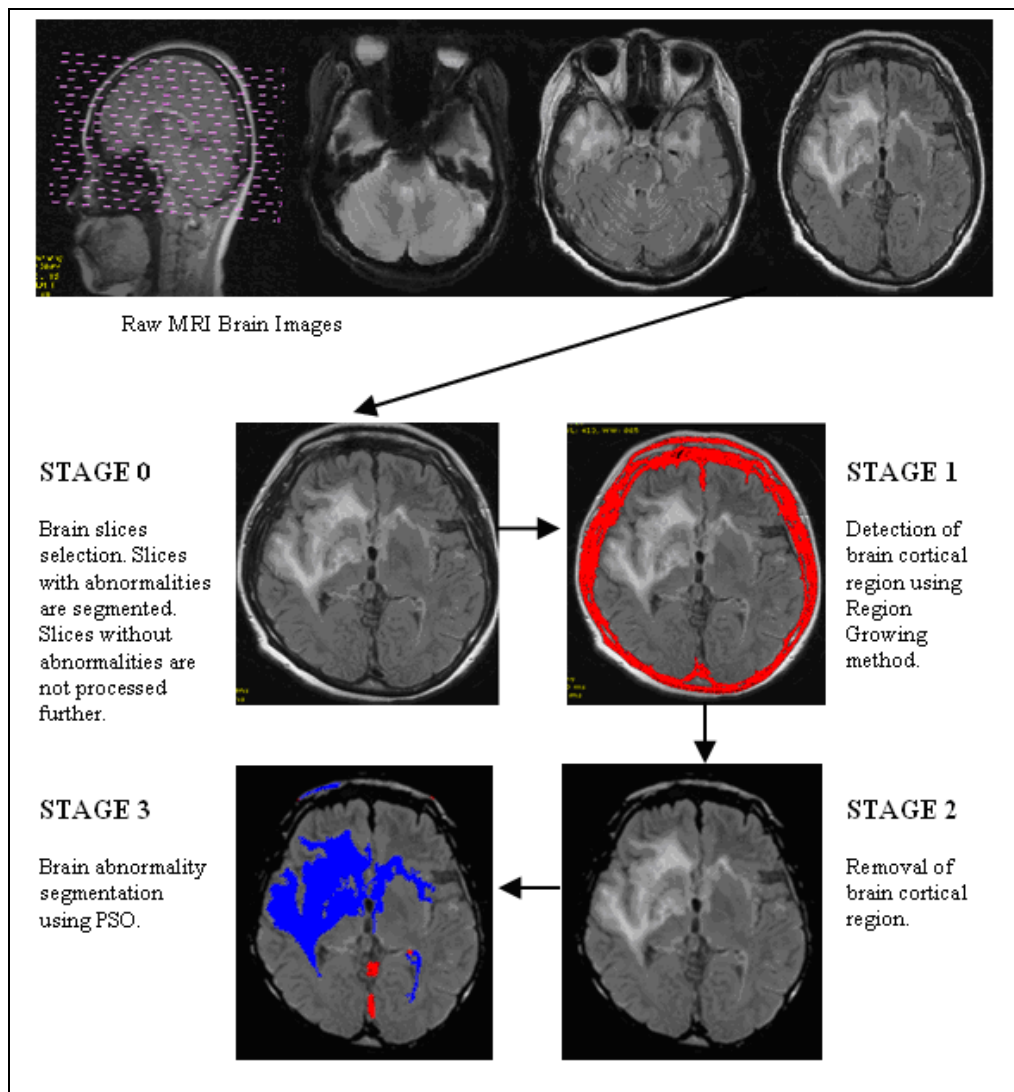 Raw MRI Brain Images
STAGE 0
Brain slices
selection. Slices
with abnormalities
are segmented.
Slices without
abnormalities are
not processed
further.
STAGE 1
Detection of
brain cortical
region using
Region
Growing
method.
STAGE 3
Brain abnormality
segmentation
using PSO.
STAGE 2
Removal of
brain cortical
region.